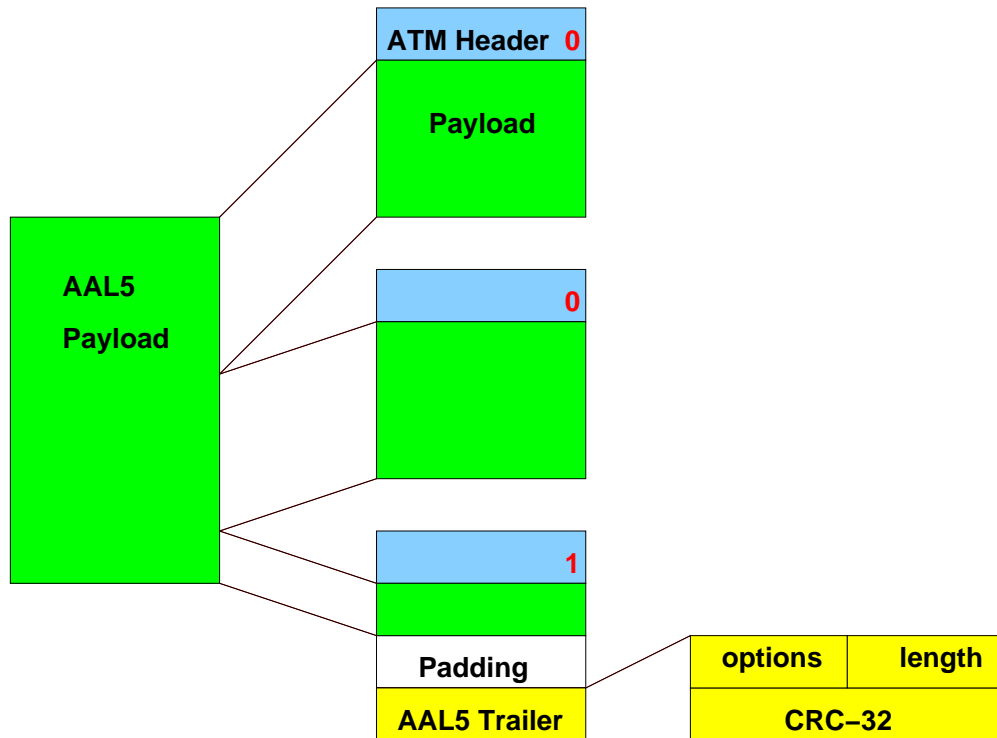 ATM Header 0
Payload
AAL5
Payload
0
1
Padding
AAL5 Trailer
options length
CRC–32